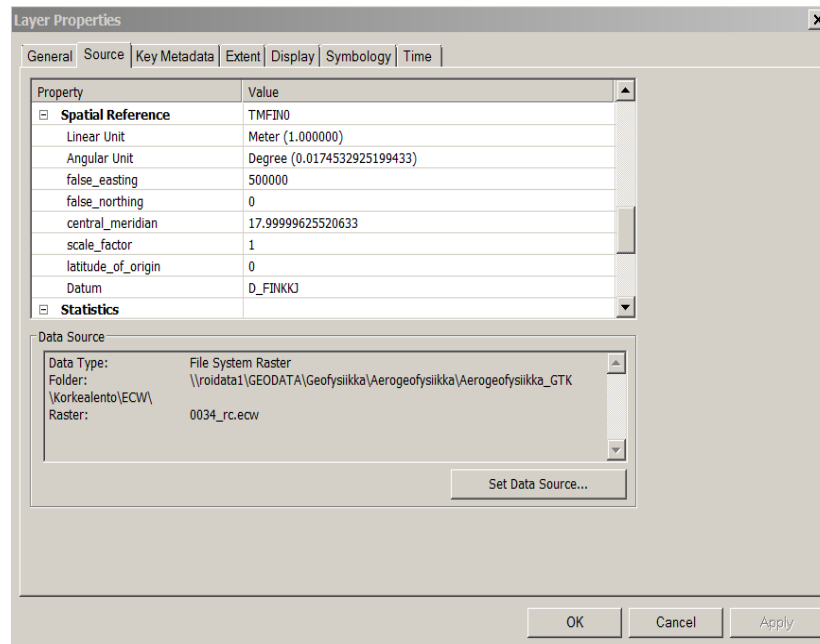 Layer Properties
General Source Key Metadata Extent Display Symbology Time
Property Value
Spatial Reference TMFIN0
Linear Unit Meter (1.000000)
Angular Unit Degree (0.0174532925199433)
false_easting 500000
false_northing 0
central_meridian 17.99999625520633
scale_factor 1
latitude_of_origin 0
Datum D_FINKKJ
Statistics
Data Source
Data Type: File System Raster
Folder: \\roidata1\GEODATA\Geofysiikka\Aerogeofysiikka\Aerogeofysiikka_GTK
\Korkealento\ECW\
Raster: 0034_rc.ecw
Set Data Source...
OK Cancel Apply